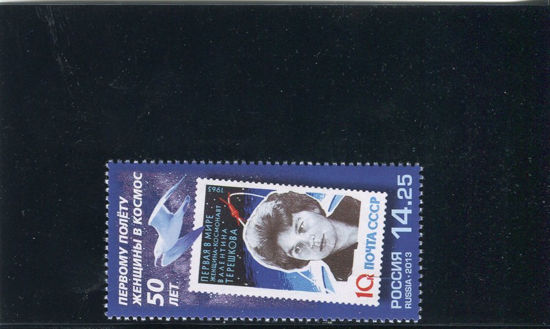 ПЕРВОМУ ПОЛЁТУ
ЖЕНЩИНЫ В КОСМОС
50 ЛЕТ
1963
ПЕРВАЯ В МИРЕ
ЖЕНЩИНА-КОСМОНАВТ
ВАЛЕНТИНА
ТЕРЕШКОВА
10к
ПОЧТА СССР
РОССИЯ 14.25
RUSSIA·2013